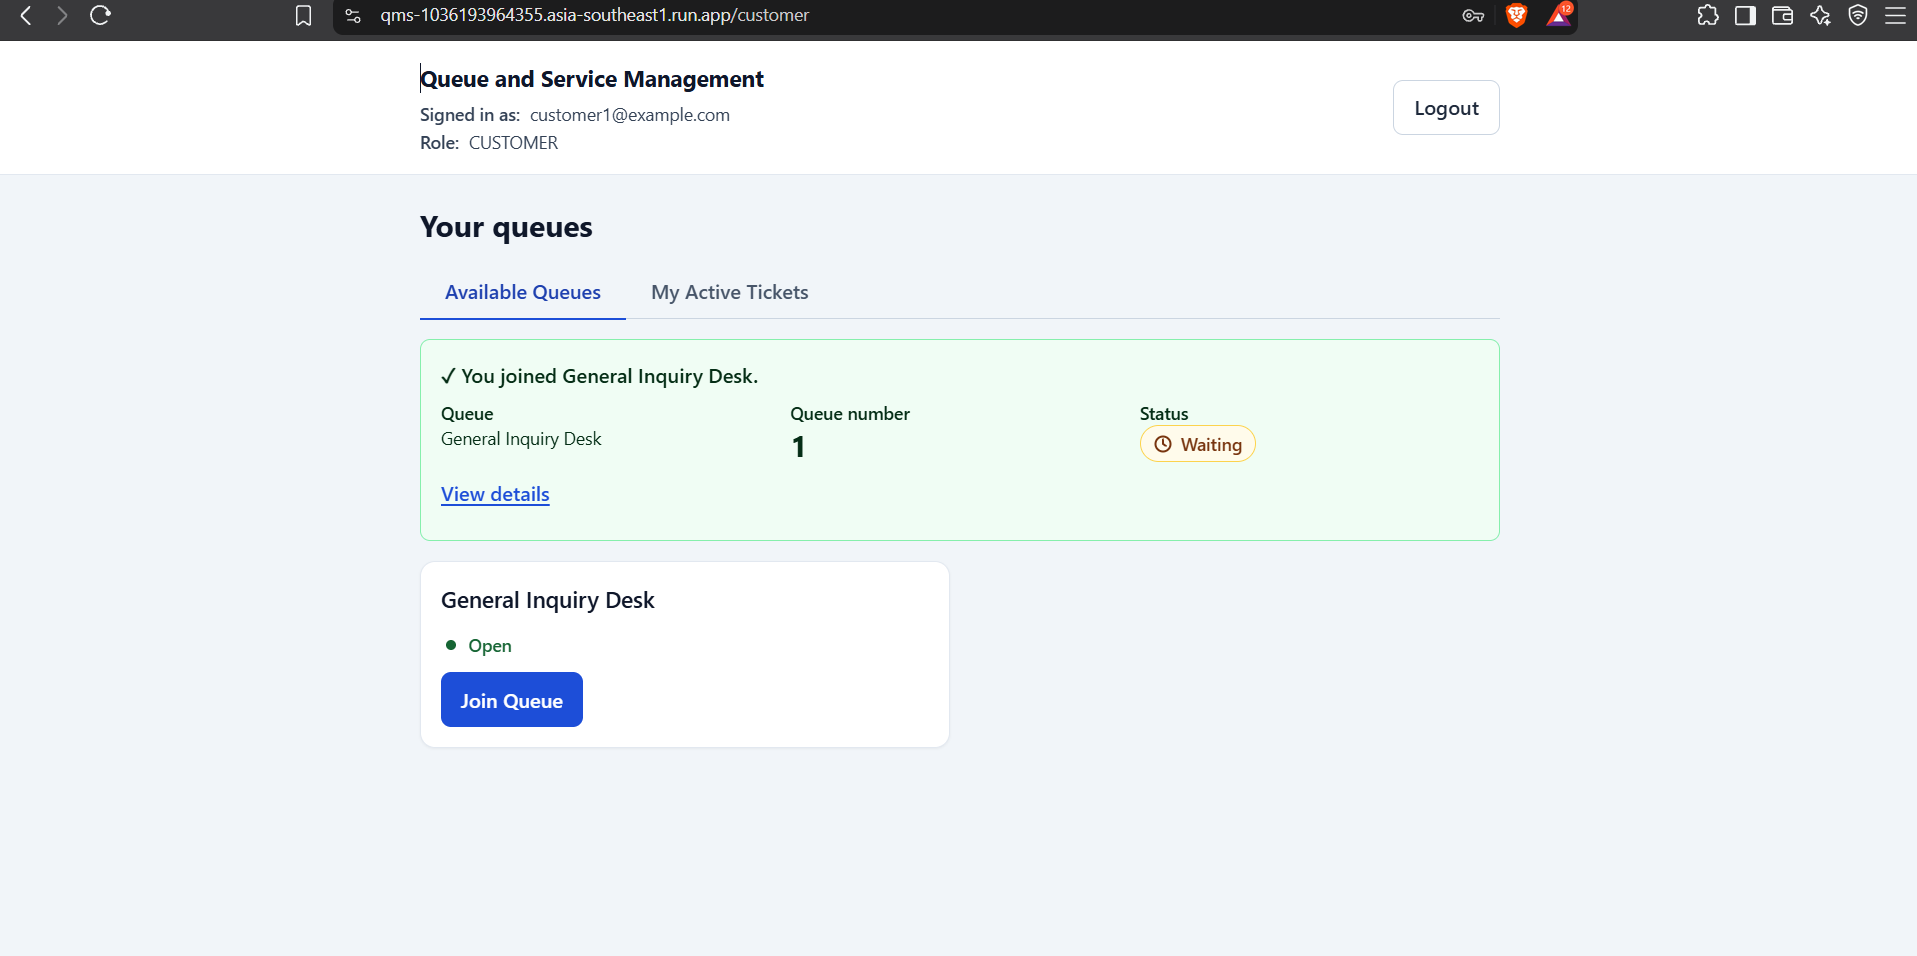 qms-1036193964355.asia-southeast1.run.app/customer
12
Queue and Service Management
Signed in as: customer1@example.com
Role: CUSTOMER
Logout
Your queues
Available Queues
My Active Tickets
✓ You joined General Inquiry Desk.
Queue
General Inquiry Desk
Queue number
1
Status
Waiting
View details
General Inquiry Desk
Open
Join Queue